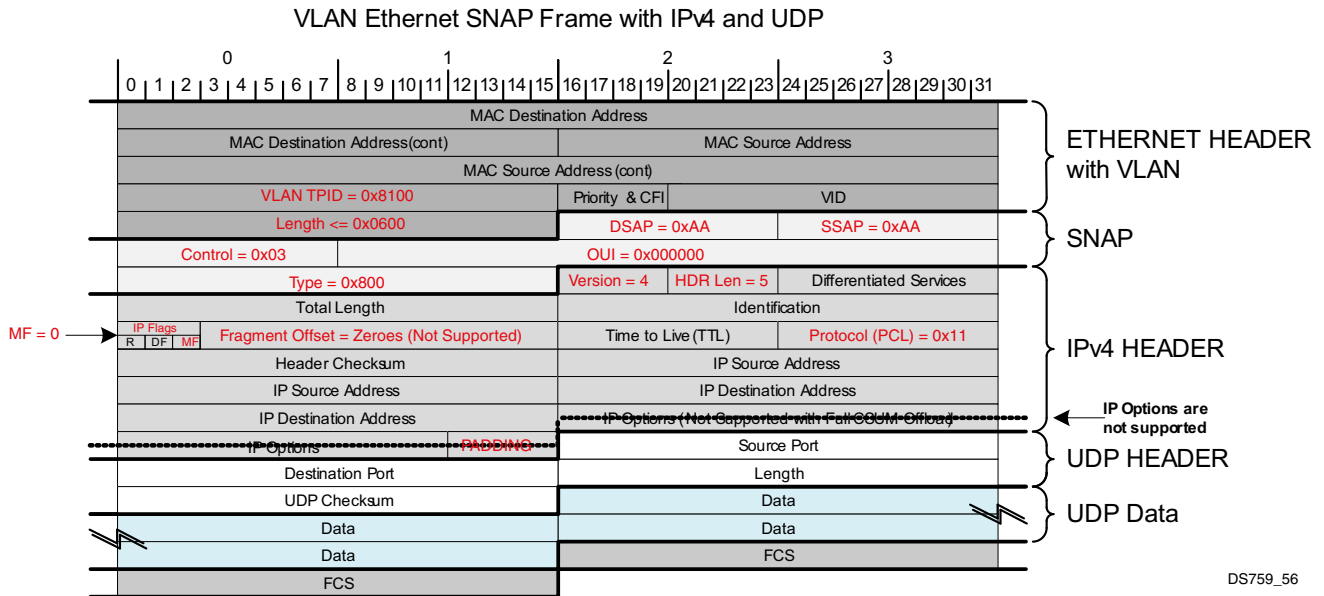 VLAN Ethernet SNAP Frame with IPv4 and UDP
0 1 2 3
0 1 2 3 4 5 6 7 8 9 10 11 12 13 14 15 16 17 18 19 20 21 22 23 24 25 26 27 28 29 30 31
MAC Destination Address
MAC Destination Address(cont) MAC Source Address
MAC Source Address (cont)
ETHERNET HEADER
with VLAN
VLAN TPID = 0x8100 Priority & CFI VID
Length <= 0x0600 DSAP = 0xAA SSAP = 0xAA
SNAP
Control = 0x03 OUI = 0x000000
Type = 0x800 Version = 4 HDR Len = 5 Differentiated Services
Total Length Identification
MF = 0
IP Flags
R DF MF
Fragment Offset = Zeroes (Not Supported) Time to Live (TTL) Protocol (PCL) = 0x11
IPv4 HEADER
Header Checksum IP Source Address
IP Source Address IP Destination Address
IP Destination Address IP Options (Not Supported with Full CSUM Offload)
IP Options are
not supported
IP Options PADDING Source Port
UDP HEADER
Destination Port Length
UDP Checksum Data
UDP Data
Data Data
Data FCS
FCS
DS759_56